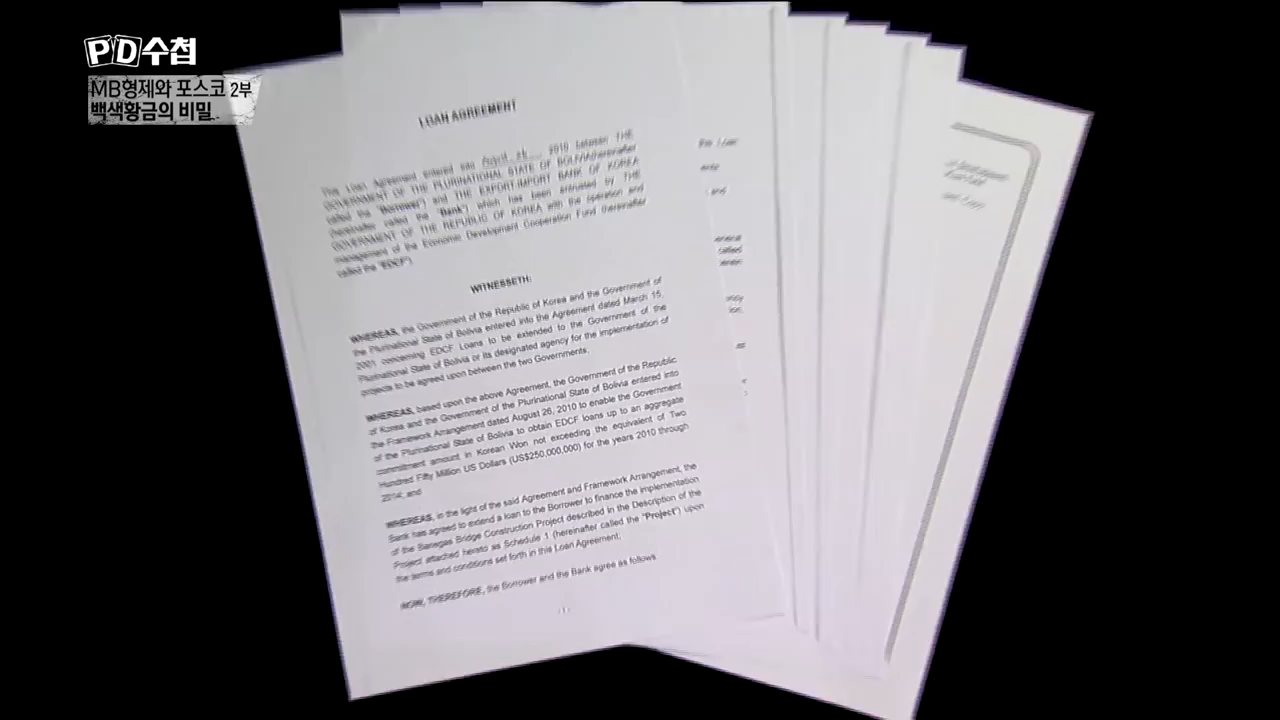 PD수첩
MB형제와 포스코 2부
백색황금의 비밀
LOAN AGREEMENT
This Loan Agreement entered into August 26, 2010 between THE
GOVERNMENT OF THE PLURINATIONAL STATE OF BOLIVIA(hereinafter
called the "Borrower") and THE EXPORT-IMPORT BANK OF KOREA
(hereinafter called the "Bank"), which has been entrusted by THE
GOVERNMENT OF THE REPUBLIC OF KOREA with the operation and
management of the Economic Development Cooperation Fund (hereinafter
called the "EDCF")
WITNESSETH:
WHEREAS, the Government of the Republic of Korea and the Government of
the Plurinational State of Bolivia entered into the Agreement dated March 15,
2001 concerning EDCF Loans to be extended to the Government of the
Plurinational State of Bolivia or its designated agency for the implementation of
projects to be agreed upon between the two Governments;
WHEREAS, based upon the above Agreement, the Government of the Republic
of Korea and the Government of the Plurinational State of Bolivia entered into
the Framework Arrangement dated August 26, 2010 to enable the Government
of the Plurinational State of Bolivia to obtain EDCF loans up to an aggregate
commitment amount in Korean Won not exceeding the equivalent of Two
Hundred Fifty Million US Dollars (US$250,000,000) for the years 2010 through
2014; and
WHEREAS, in the light of the said Agreement and Framework Arrangement, the
Bank has agreed to extend a loan to the Borrower to finance the implementation
of the Banegas Bridge Construction Project described in the Description of the
Project attached hereto as Schedule 1 (hereinafter called the "Project") upon
the terms and conditions set forth in this Loan Agreement;
NOW, THEREFORE, the Borrower and the Bank agree as follows
the Loan
and